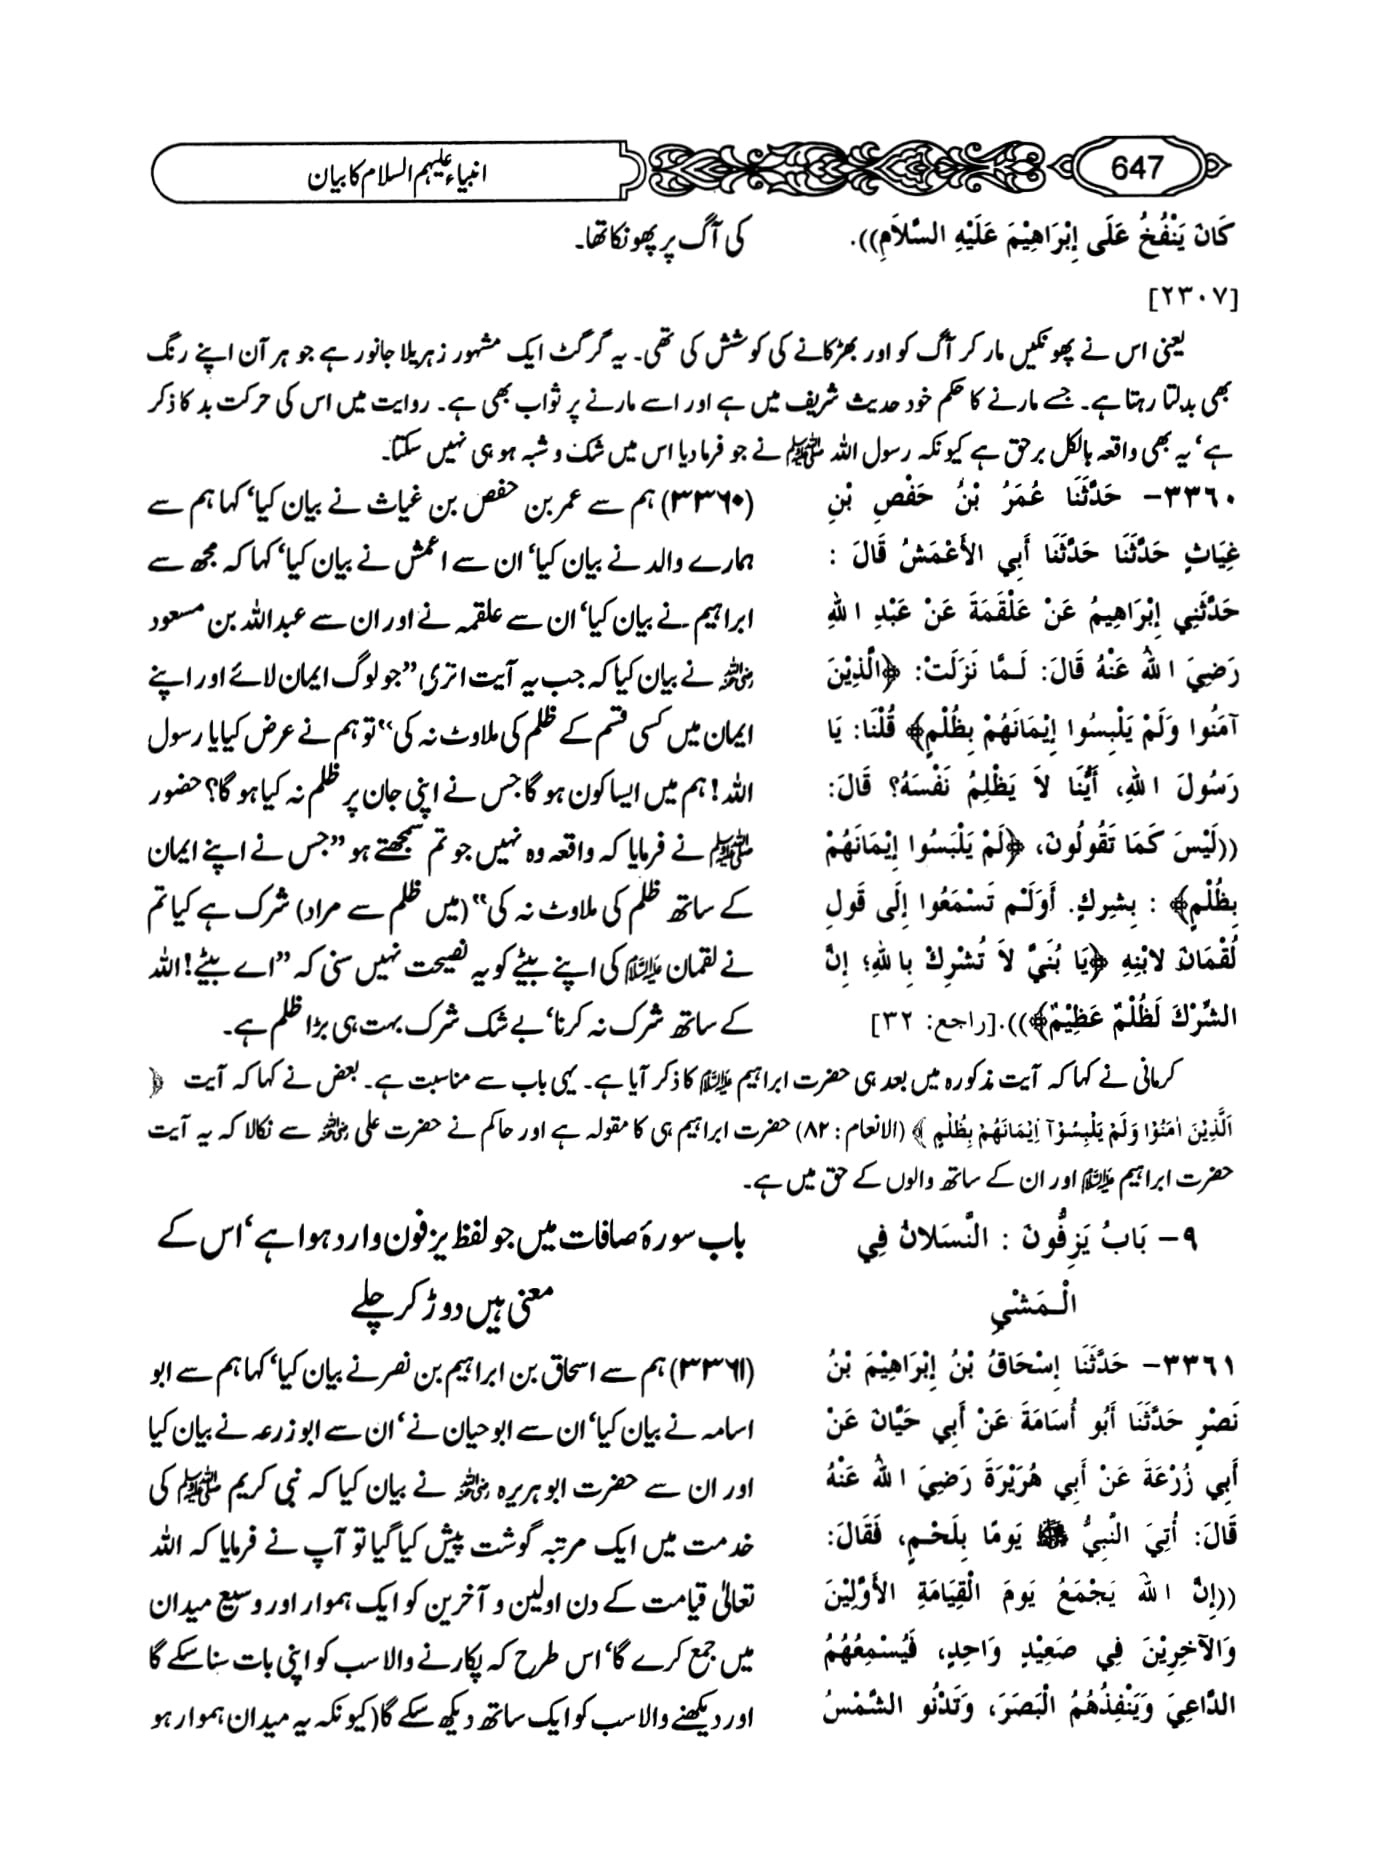 647
انبیاء علیہم السلام کا بیان
كَانَ يَنْفُخُ عَلَى إِبْرَاهِيْمَ عَلَيْهِ السَّلاَمِ)).
[٢٣٠٧]
کی آگ پر پھونکا تھا۔
یعنی اس نے پھونکیں مار کر آگ کو اور بھڑکانے کی کوشش کی تھی۔ یہ گرگٹ ایک مشہور زہریلا جانور ہے جو ہر آن اپنے رنگ
بھی بدلتا رہتا ہے۔ جسے مارنے کا حکم خود حدیث شریف میں ہے اور اسے مارنے پر ثواب بھی ہے۔ روایت میں اس کی حرکت بد کا ذکر
ہے‘ یہ بھی واقعہ بالکل برحق ہے کیونکہ رسول اللہ ﷺ نے جو فرما دیا اس میں شک و شبہ ہو ہی نہیں سکتا۔
٣٣٦٠- حَدَّثَنَا عُمَرُ بْنُ حَفْصِ بْنِ
غِيَاثٍ حَدَّثَنَا حَدَّثَنَا أَبِي الأَعْمَشُ قَالَ :
حَدَّثَنِي إِبْرَاهِيمُ عَنْ عَلْقَمَةَ عَنْ عَبْدِ اللهِ
رَضِيَ اللهُ عَنْهُ قَالَ: لَمَّا نَزَلَتْ: ﴿الَّذِيْنَ
آمَنُوا وَلَمْ يَلْبِسُوا إِيْمَانَهُمْ بِظُلْمٍ﴾ قُلْنَا: يَا
رَسُولَ اللهِ، أَيُّنَا لاَ يَظْلِمُ نَفْسَهُ؟ قَالَ:
((لَيْسَ كَمَا تَقُولُونَ، ﴿لَمْ يَلْبَسُوا إِيْمَانَهُمْ
بِظُلْمٍ﴾ : بِشِركٍ. أَوَلَمْ تَسْمَعُوا إِلَى قَولِ
لُقْمَانَ لابْنِهِ ﴿يَا بُنَيَّ لاَ تُشْرِكْ بِاللهِ؛ إِنَّ
الشِّرْكَ لَظُلْمٌ عَظِيْمٌ﴾)).[راجع: ٣٢]
(۳۳۶۰) ہم سے عمر بن حفص بن غیاث نے بیان کیا‘ کہا ہم سے
ہمارے والد نے بیان کیا‘ ان سے اعمش نے بیان کیا‘ کہا کہ مجھ سے
ابراہیم نے بیان کیا‘ ان سے علقمہ نے اور ان سے عبداللہ بن مسعود
رضی اللہ عنہ نے بیان کیا کہ جب یہ آیت اتری ”جو لوگ ایمان لائے اور اپنے
ایمان میں کسی قسم کے ظلم کی ملاوٹ نہ کی“ تو ہم نے عرض کیا یا رسول
اللہ! ہم میں ایسا کون ہو گا جس نے اپنی جان پر ظلم نہ کیا ہو گا؟ حضور
ﷺ نے فرمایا کہ واقعہ وہ نہیں جو تم سمجھتے ہو ”جس نے اپنے ایمان
کے ساتھ ظلم کی ملاوٹ نہ کی“ (میں ظلم سے مراد) شرک ہے کیا تم
نے لقمان علیہ السلام کی اپنے بیٹے کو یہ نصیحت نہیں سنی کہ ”اے بیٹے! اللہ
کے ساتھ شرک نہ کرنا‘ بے شک شرک بہت ہی بڑا ظلم ہے۔
کرمانی نے کہا کہ آیت مذکورہ میں بعد ہی حضرت ابراہیم علیہ السلام کا ذکر آیا ہے۔ یہی باب سے مناسبت ہے۔ بعض نے کہا کہ آیت ﴿
اَلَّذِيْنَ اٰمَنُوْا وَلَمْ يَلْبِسُوْۤا اِيْمَانَهُمْ بِظُلْمٍ﴾ (الانعام : ۸۲) حضرت ابراہیم ہی کا مقولہ ہے اور حاکم نے حضرت علی رضی اللہ عنہ سے نکالا کہ یہ آیت
حضرت ابراہیم علیہ السلام اور ان کے ساتھ والوں کے حق میں ہے۔
٩- بَابُ يَزِفُّونَ : النَّسَلانُ فِي
الْمَشْيِ
باب سورۂ صافات میں جو لفظ یزفون وارد ہوا ہے‘ اس کے
معنی ہیں دوڑ کر چلے
٣٣٦١- حَدَّثَنَا إِسْحَاقُ بْنُ إِبْرَاهِيْمَ بْنُ
نَصْرٍ حَدَّثَنَا أَبُو أُسَامَةَ عَنْ أَبِي حَيَّانَ عَنْ
أَبِي زُرْعَةَ عَنْ أَبِي هُرَيْرَةَ رَضِيَ اللهُ عَنْهُ
قَالَ: أُتِيَ النَّبِيُّ ﷺ يَومًا بِلَحْمٍ، فَقَالَ:
((إِنَّ اللهَ يَجْمَعُ يَومَ الْقِيَامَةِ الأَوَّلِيْنَ
وَالآخِرِيْنَ فِي صَعِيْدٍ وَاحِدٍ، فَيُسْمِعُهُمُ
الدَّاعِيَ وَيَنْفِذُهُمُ الْبَصَرَ، وَتَدْنُو الشَّمْسُ
(۳۳۶۱) ہم سے اسحاق بن ابراہیم بن نصر نے بیان کیا‘ کہا ہم سے ابو
اسامہ نے بیان کیا‘ ان سے ابو حیان نے‘ ان سے ابو زرعہ نے بیان کیا
اور ان سے حضرت ابو ہریرہ رضی اللہ عنہ نے بیان کیا کہ نبی کریم ﷺ کی
خدمت میں ایک مرتبہ گوشت پیش کیا گیا تو آپ نے فرمایا کہ اللہ
تعالیٰ قیامت کے دن اولین و آخرین کو ایک ہموار اور وسیع میدان
میں جمع کرے گا‘ اس طرح کہ پکارنے والا سب کو اپنی بات سنا سکے گا
اور دیکھنے والا سب کو ایک ساتھ دیکھ سکے گا (کیونکہ یہ میدان ہموار ہو